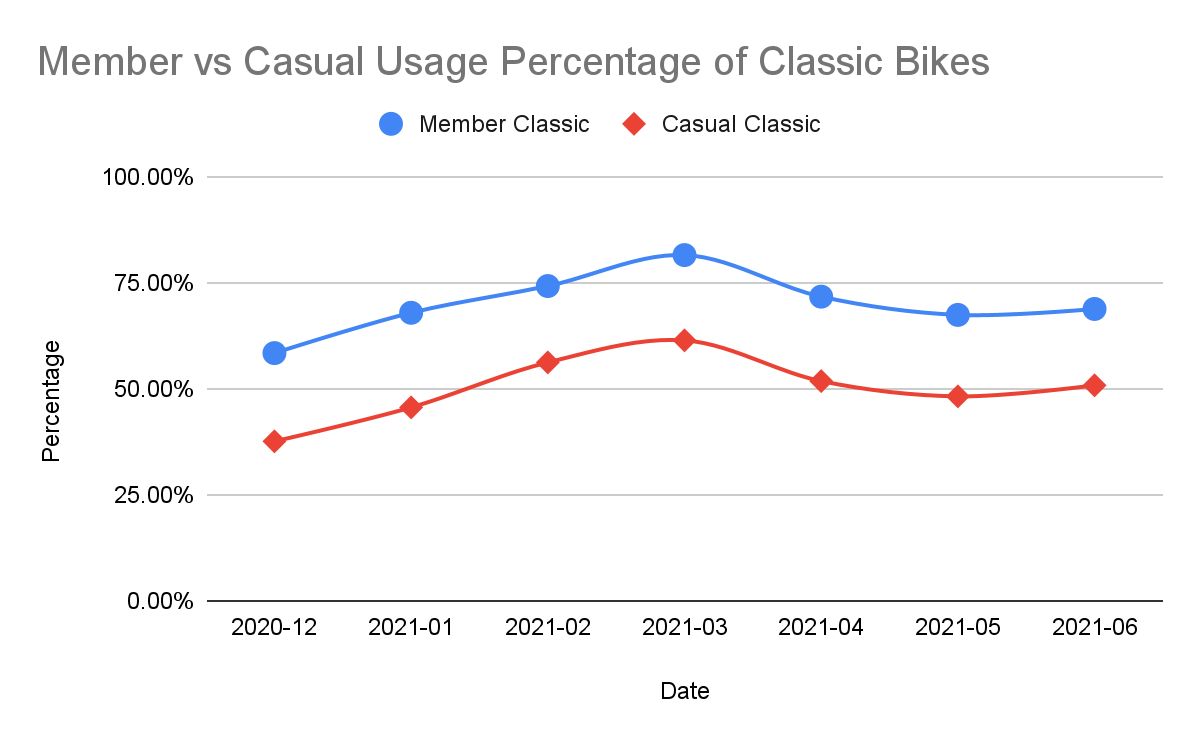 Member vs Casual Usage Percentage of Classic Bikes
Member Classic Casual Classic
100.00%
75.00%
50.00%
25.00%
0.00%
Percentage
2020-12 2021-01 2021-02 2021-03 2021-04 2021-05 2021-06
Date